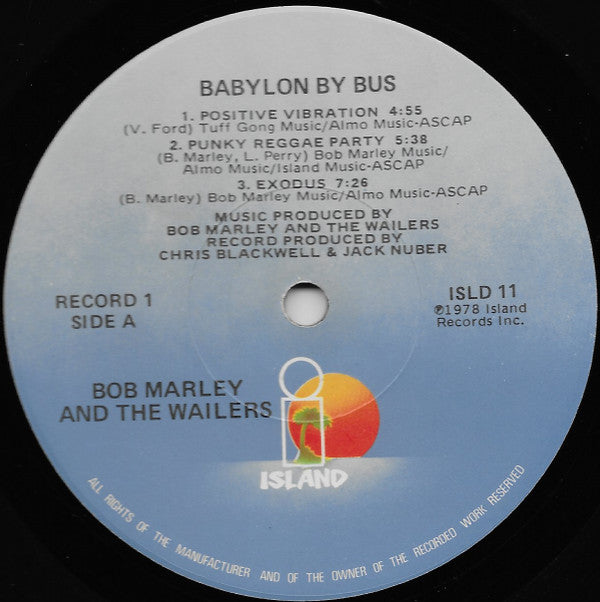 BABYLON BY BUS
1. POSITIVE VIBRATION 4:55
(V. Ford) Tuff Gong Music/Almo Music-ASCAP
2. PUNKY REGGAE PARTY 5:38
(B. Marley, L. Perry) Bob Marley Music/
Almo Music/Island Music-ASCAP
3. EXODUS 7:26
(B. Marley) Bob Marley Music/Almo Music-ASCAP
MUSIC PRODUCED BY
BOB MARLEY AND THE WAILERS
RECORD PRODUCED BY
CHRIS BLACKWELL & JACK NUBER
RECORD 1
SIDE A
ISLD 11
℗1978 Island
Records Inc.
BOB MARLEY
AND THE WAILERS
i
ISLAND
ALL RIGHTS OF THE MANUFACTURER AND OF THE OWNER OF THE RECORDED WORK RESERVED